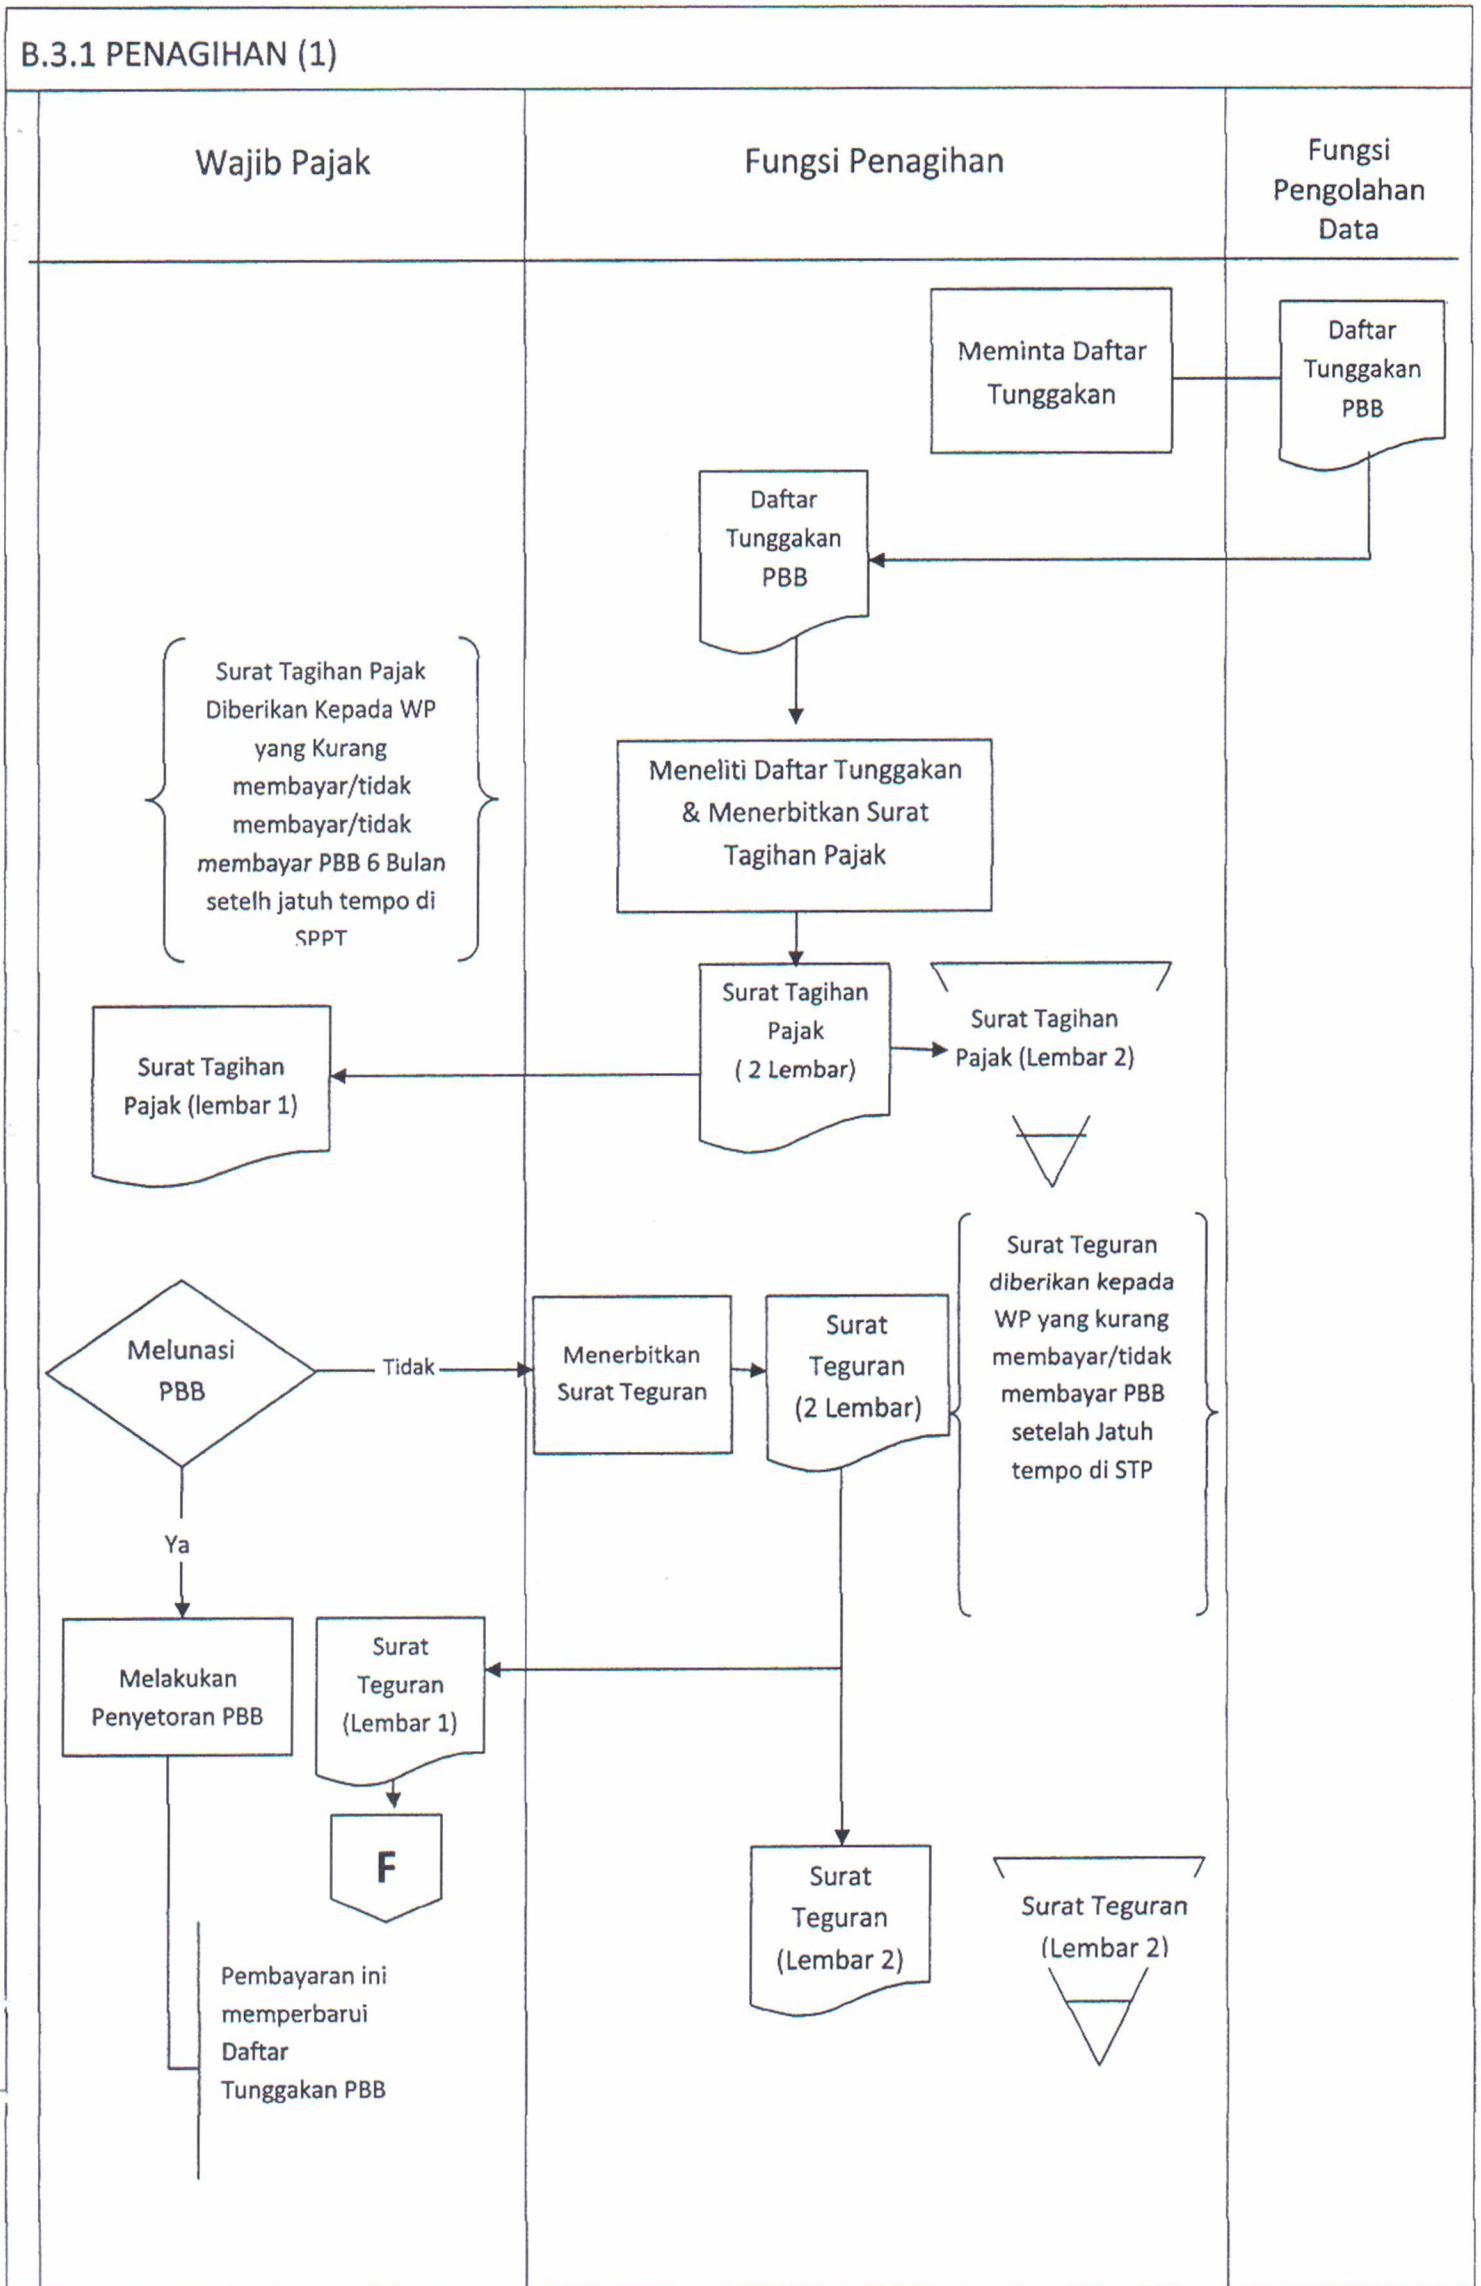 B.3.1 PENAGIHAN (1)
Wajib Pajak
Fungsi Penagihan
Fungsi
Pengolahan
Data
Meminta Daftar
Tunggakan
Daftar
Tunggakan
PBB
Daftar
Tunggakan
PBB
Surat Tagihan Pajak
Diberikan Kepada WP
yang Kurang
membayar/tidak
membayar/tidak
membayar PBB 6 Bulan
setelh jatuh tempo di
SPPT
Meneliti Daftar Tunggakan
& Menerbitkan Surat
Tagihan Pajak
Surat Tagihan
Pajak
( 2 Lembar)
Surat Tagihan
Pajak (Lembar 2)
Surat Tagihan
Pajak (lembar 1)
Melunasi
PBB
Tidak
Menerbitkan
Surat Teguran
Surat
Teguran
(2 Lembar)
Surat Teguran
diberikan kepada
WP yang kurang
membayar/tidak
membayar PBB
setelah Jatuh
tempo di STP
Ya
Melakukan
Penyetoran PBB
Surat
Teguran
(Lembar 1)
F
Surat
Teguran
(Lembar 2)
Surat Teguran
(Lembar 2)
Pembayaran ini
memperbarui
Daftar
Tunggakan PBB